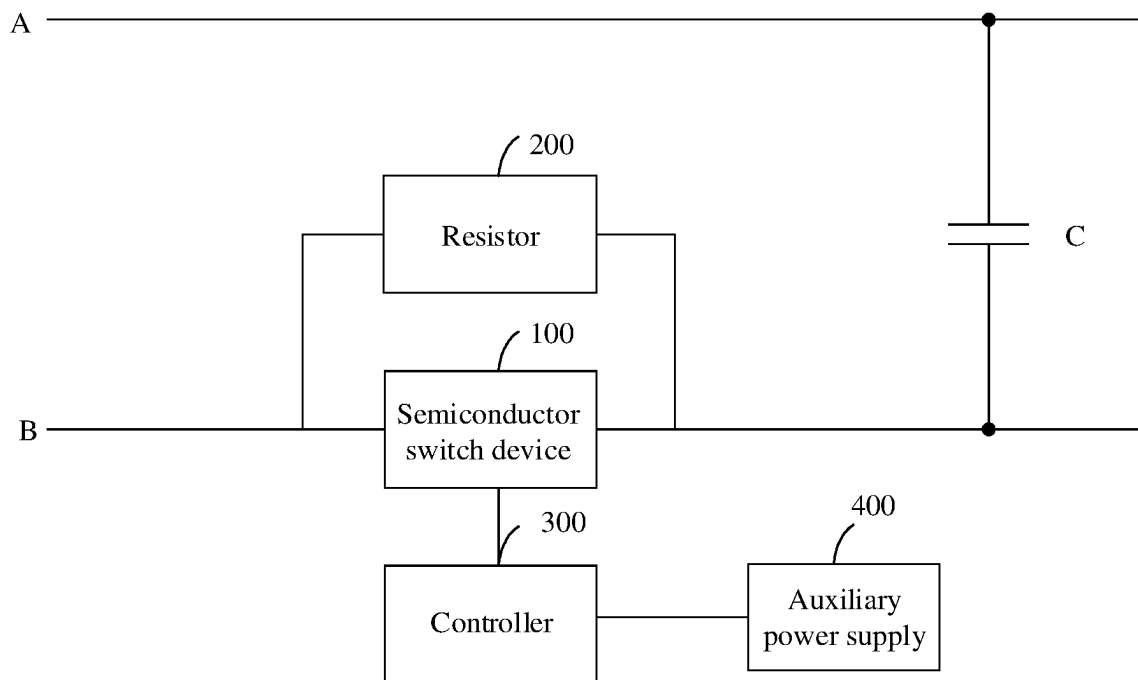 A
200
Resistor
C
100
B
Semiconductor
switch device
300
400
Controller
Auxiliary
power supply